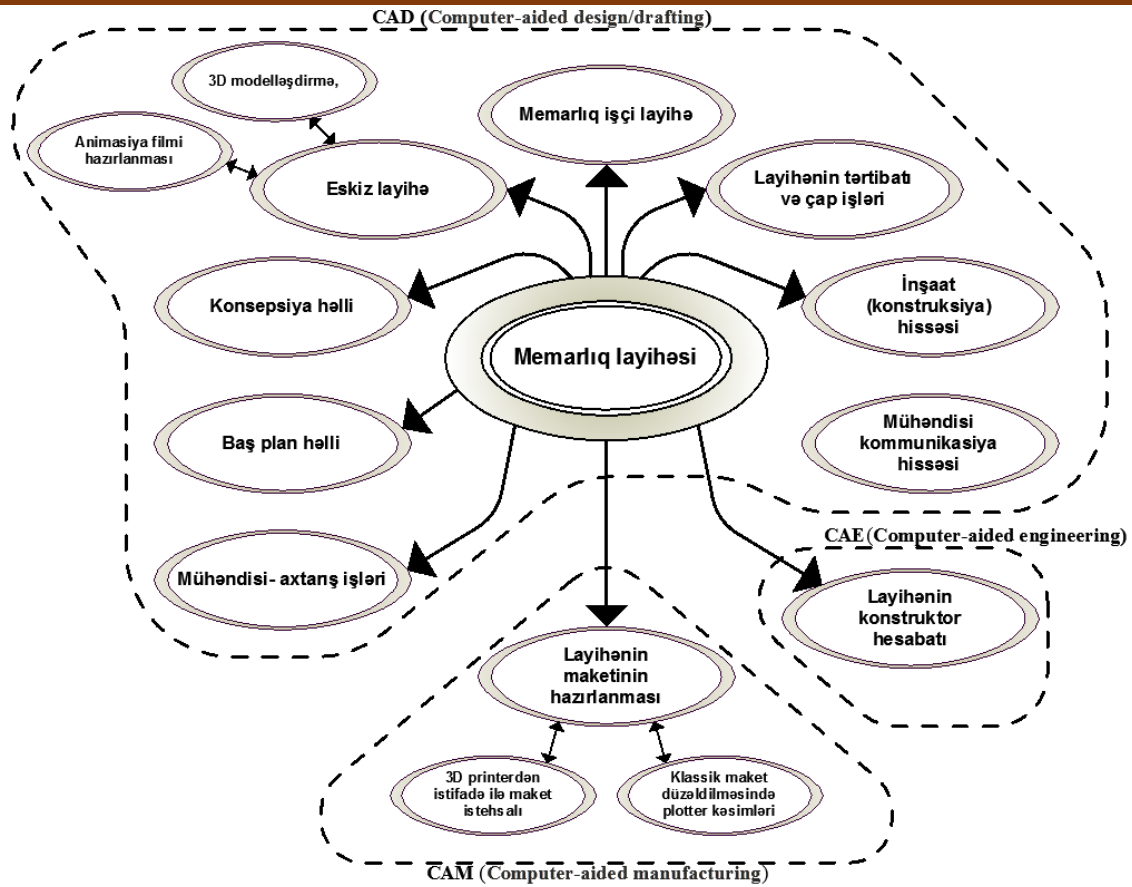 CAD (Computer-aided design/drafting)
3D modelləşdirmə,
Animasiya filmi
hazırlanması
Eskiz layihə
Memarlıq işçi layihə
Layihənin tərtibatı
və çap işləri
Konsepsiya həlli
İnşaat
(konstruksiya)
hissəsi
Memarlıq layihəsi
Baş plan həlli
Mühəndisi
kommunikasiya
hissəsi
Mühəndisi- axtarış işləri
CAE (Computer-aided engineering)
Layihənin
konstruktor
hesabatı
Layihənin
maketinin
hazırlanması
3D printerdən
istifadə ilə maket
istehsalı
Klassik maket
düzəldilməsində
plotter kəsimləri
CAM (Computer-aided manufacturing)